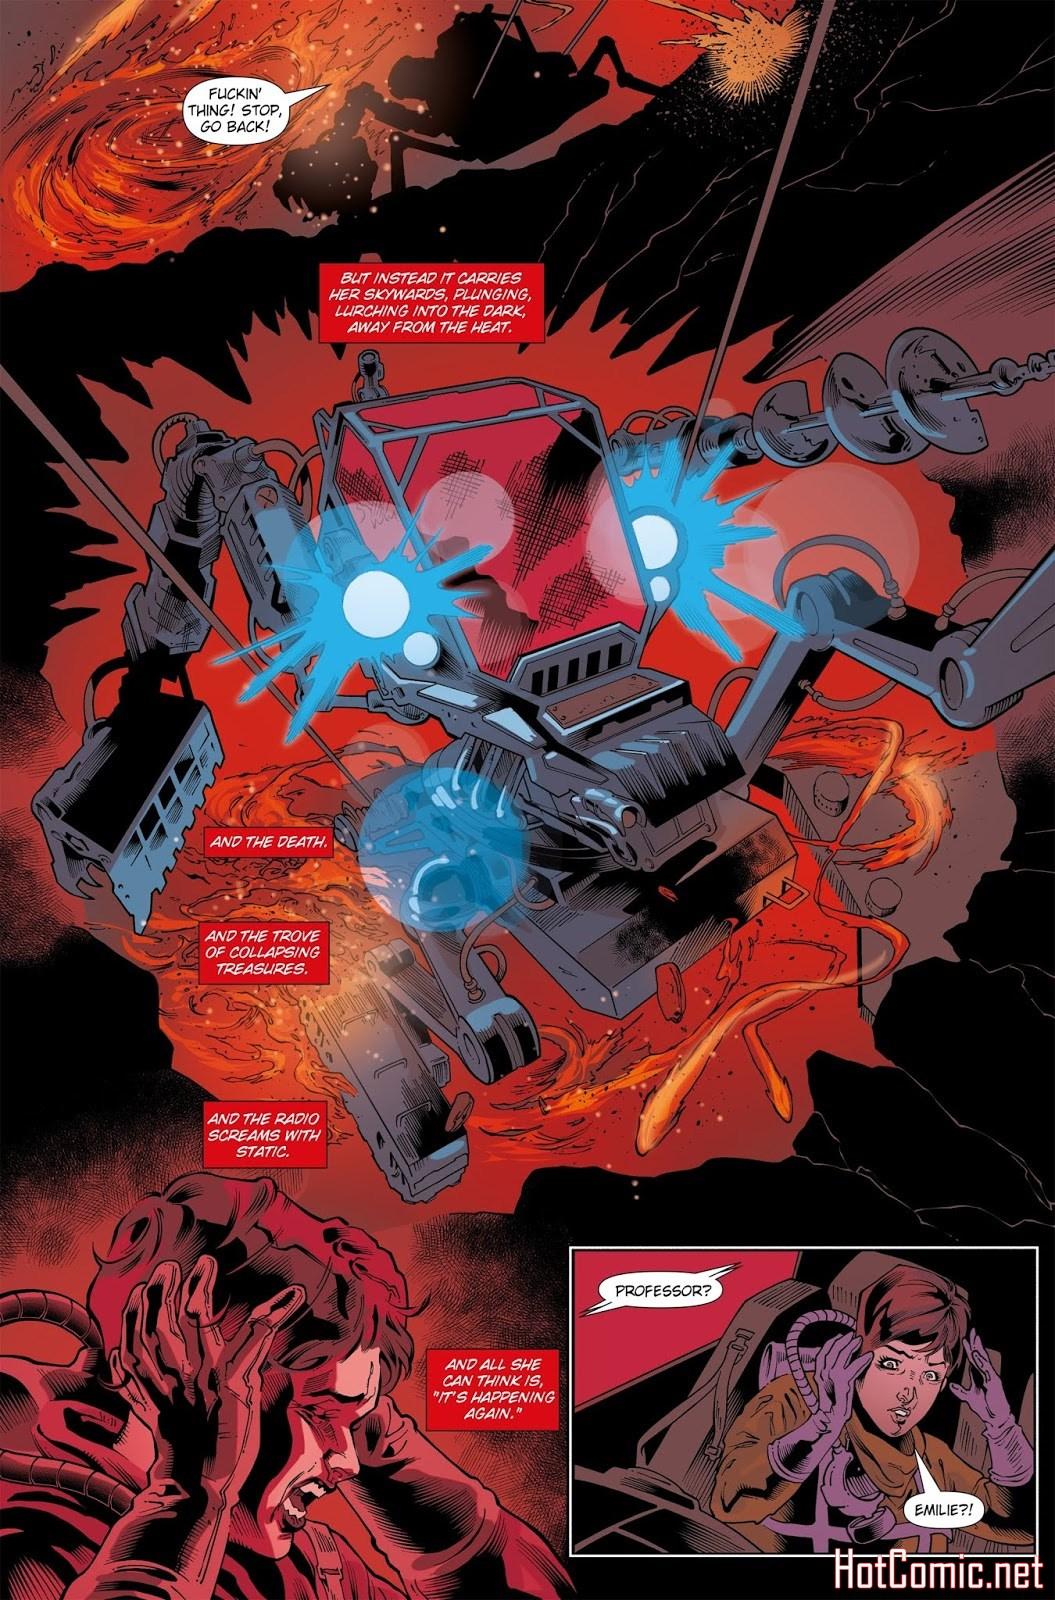 FUCKIN'
THING! STOP,
GO BACK!
BUT INSTEAD IT CARRIES
HER SKYWARDS, PLUNGING,
LURCHING INTO THE DARK,
AWAY FROM THE HEAT.
AND THE DEATH.
AND THE TROVE
OF COLLAPSING
TREASURES.
AND THE RADIO
SCREAMS WITH
STATIC.
AND ALL SHE
CAN THINK IS,
"IT'S HAPPENING
AGAIN."
PROFESSOR?
EMILIE?!
HotComic.net